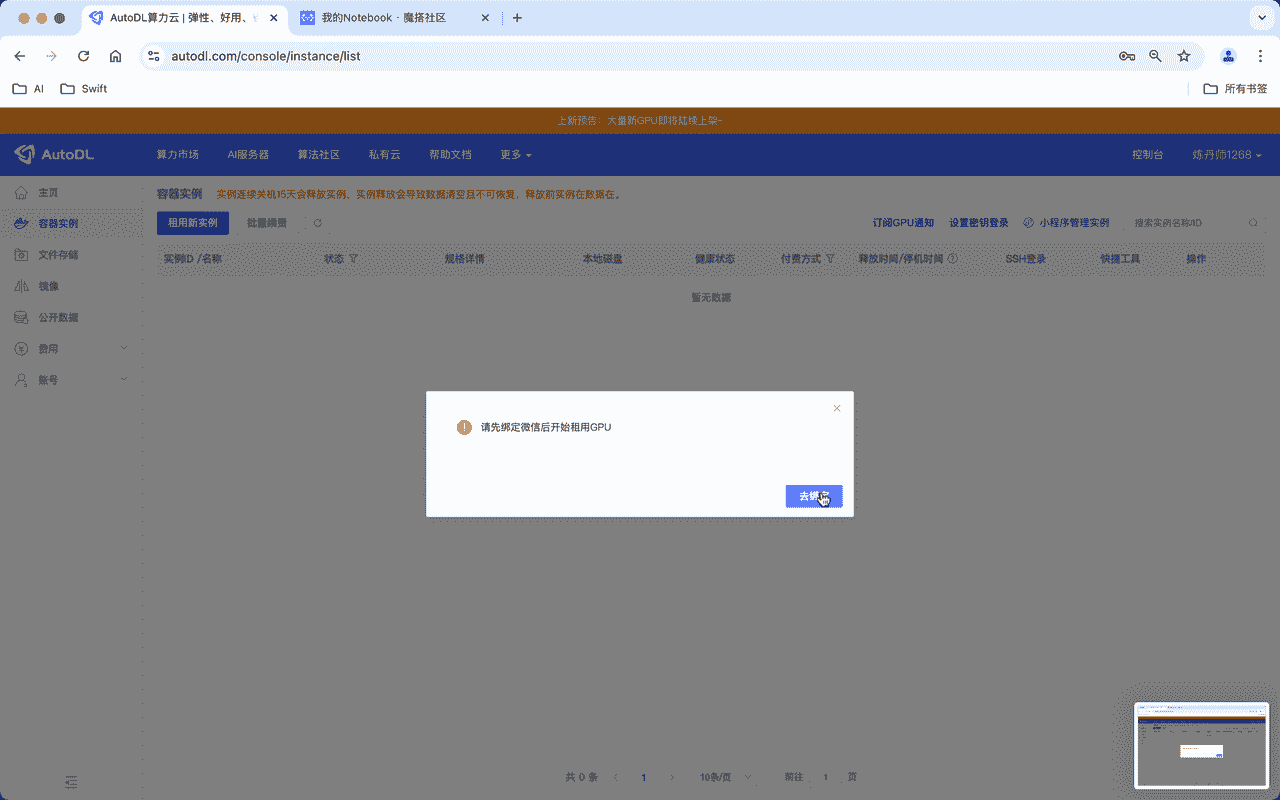 AutoDL算力云 | 弹性、好用、
我的Notebook · 魔搭社区
autodl.com/console/instance/list
AI
Swift
所有书签
上新预告：大量新GPU即将陆续上架~
AutoDL
算力市场
AI服务器
算法社区
私有云
帮助文档
更多
控制台
炼丹师1268
主页
容器实例
文件存储
镜像
公开数据
费用
账号
容器实例
实例连续关机15天会释放实例，实例释放会导致数据清空且不可恢复，释放前实例在数据在。
租用新实例
批量续费
订阅GPU通知
设置密钥登录
小程序管理实例
搜索实例名称/ID
实例ID /名称
状态
规格详情
本地磁盘
健康状态
付费方式
释放时间/停机时间
SSH登录
快捷工具
操作
暂无数据
请先绑定微信后开始租用GPU
去绑定
共 0 条
1
10条/页
前往
1
页